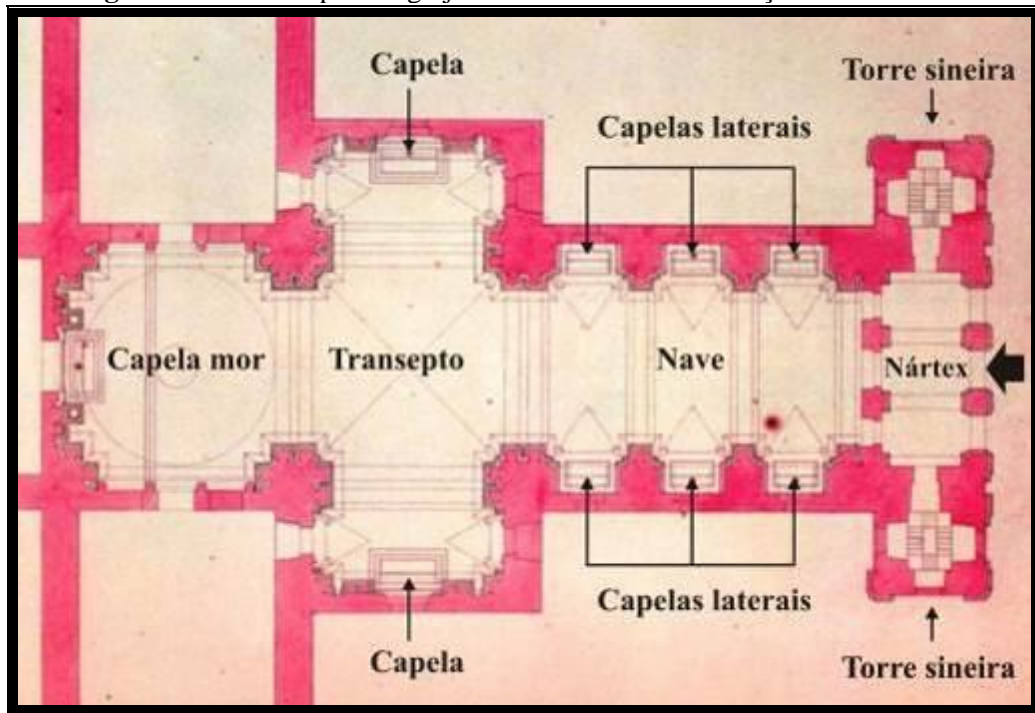 Capela
Torre sineira
Capelas laterais
Capela mor
Transepto
Nave
Nártex
Capelas laterais
Capela
Torre sineira